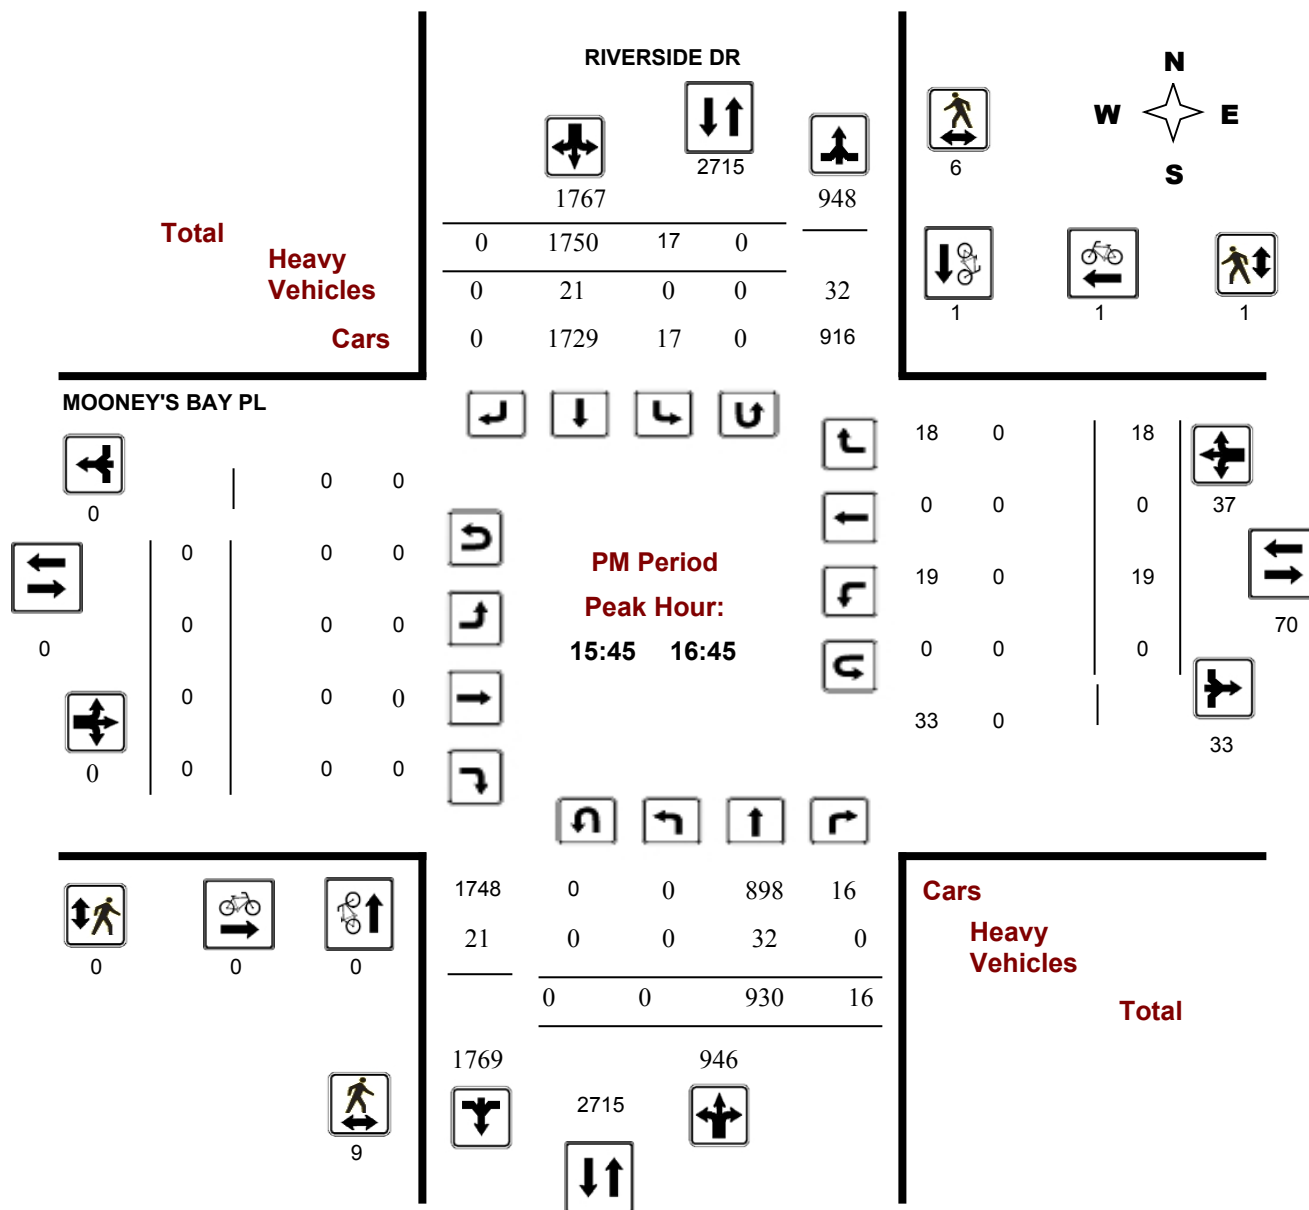 RIVERSIDE DR
N
W E
S
2715
6
1767 948
Total 0 1750 17 0
Heavy
Vehicles 0 21 0 0 32
1 1 1
Cars 0 1729 17 0 916
MOONEY'S BAY PL
18 0 18
0 0 0
0 0 0 37
0 0 0
PM Period
19 0 19
Peak Hour:
0 0 0 70
15:45 16:45
0 0 0 0
0 0 0
33 0
33
0 0 0 0
1748 0 0 898 16 Cars
21 0 0 32 0 Heavy
Vehicles
0 0 0
0 0 930 16
Total
1769 946
2715
9